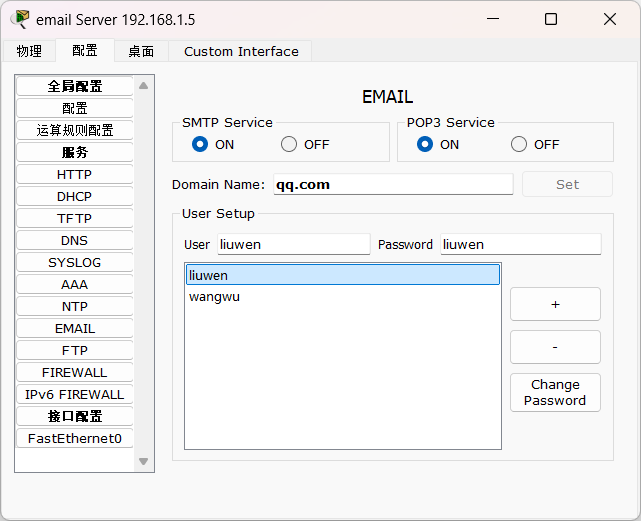 email Server 192.168.1.5
物理 配置 桌面 Custom Interface
全局配置
配置
运算规则配置
服务
HTTP
DHCP
TFTP
DNS
SYSLOG
AAA
NTP
EMAIL
FTP
FIREWALL
IPv6 FIREWALL
接口配置
FastEthernet0
EMAIL
SMTP Service
ON OFF
POP3 Service
ON OFF
Domain Name: qq.com Set
User Setup
User liuwen Password liuwen
liuwen
wangwu
+
-
Change
Password